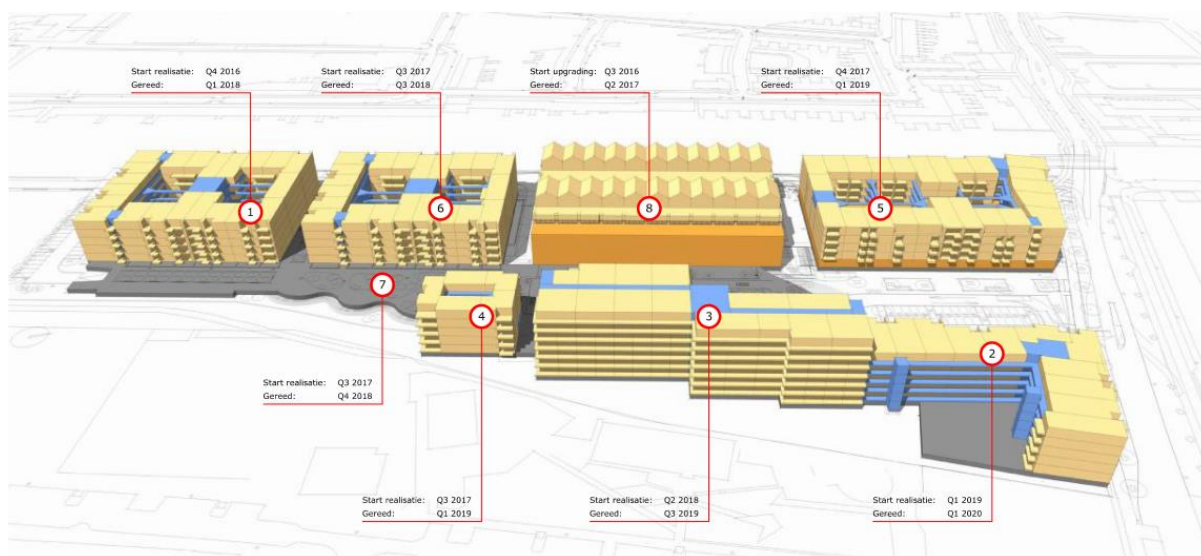 Start realisatie: Q4 2016
Gereed: Q1 2018
Start realisatie: Q3 2017
Gereed: Q3 2018
Start upgrading: Q3 2016
Gereed: Q2 2017
Start realisatie: Q4 2017
Gereed: Q1 2019
1
6
8
5
7
4
3
2
Start realisatie: Q3 2017
Gereed: Q4 2018
Start realisatie: Q3 2017
Gereed: Q1 2019
Start realisatie: Q2 2018
Gereed: Q3 2019
Start realisatie: Q1 2019
Gereed: Q1 2020